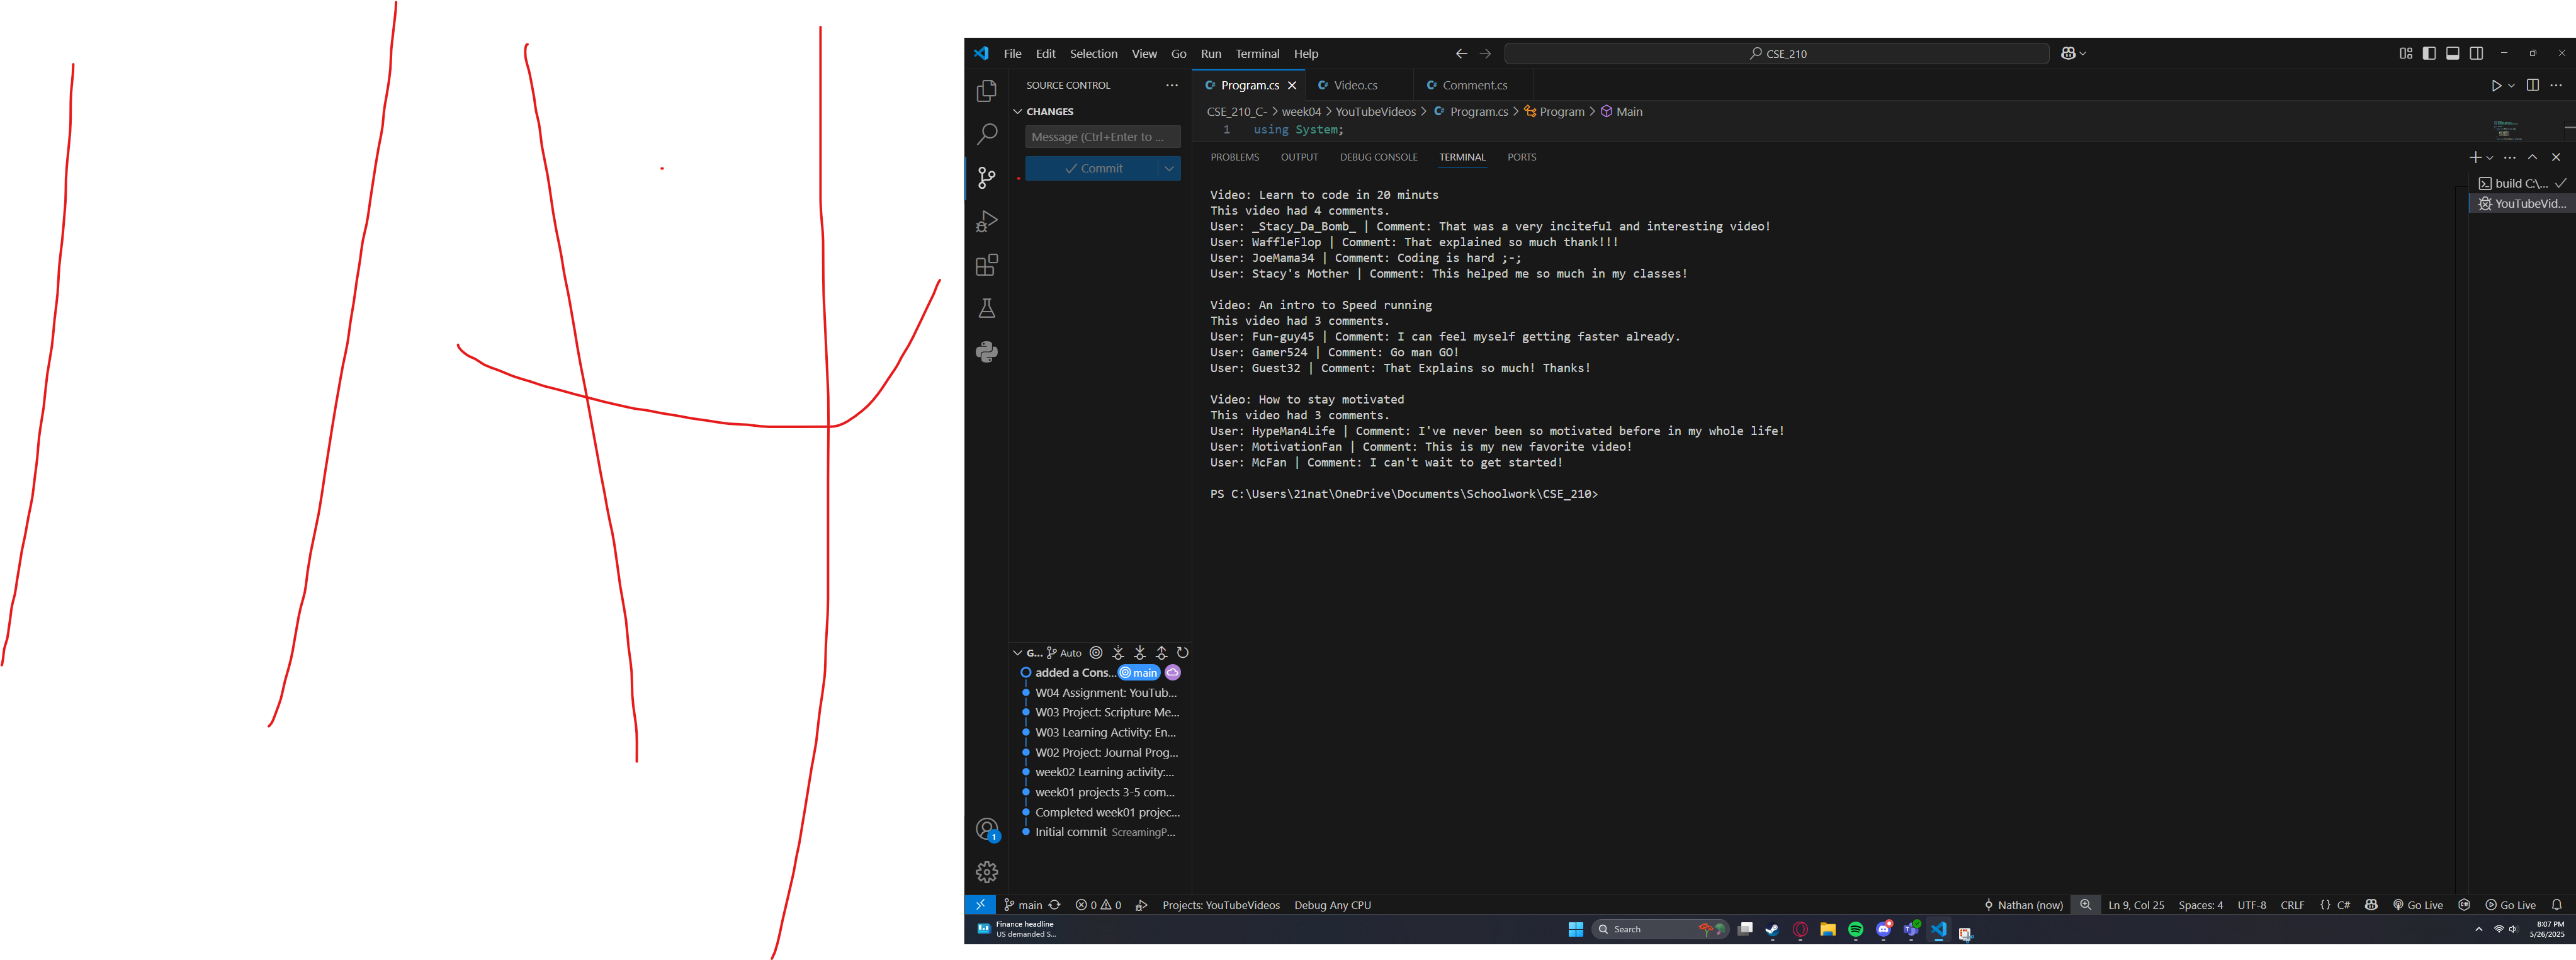 File Edit Selection View Go Run Terminal Help
CSE_210
SOURCE CONTROL
CHANGES
Message (Ctrl+Enter to ...
Commit
Program.cs
Video.cs
Comment.cs
CSE_210_C- > week04 > YouTubeVideos > Program.cs > Program > Main
1 using System;
PROBLEMS OUTPUT DEBUG CONSOLE TERMINAL PORTS
build C:\...
YouTubeVid...
Video: Learn to code in 20 minuts
This video had 4 comments.
User: _Stacy_Da_Bomb_ | Comment: That was a very inciteful and interesting video!
User: WaffleFlop | Comment: That explained so much thank!!!
User: JoeMama34 | Comment: Coding is hard ;-;
User: Stacy's Mother | Comment: This helped me so much in my classes!
Video: An intro to Speed running
This video had 3 comments.
User: Fun-guy45 | Comment: I can feel myself getting faster already.
User: Gamer524 | Comment: Go man GO!
User: Guest32 | Comment: That Explains so much! Thanks!
Video: How to stay motivated
This video had 3 comments.
User: HypeMan4Life | Comment: I've never been so motivated before in my whole life!
User: MotivationFan | Comment: This is my new favorite video!
User: McFan | Comment: I can't wait to get started!
PS C:\Users\21nat\OneDrive\Documents\Schoolwork\CSE_210>
G... Auto
added a Cons... main
W04 Assignment: YouTub...
W03 Project: Scripture Me...
W03 Learning Activity: En...
W02 Project: Journal Prog...
week02 Learning activity:...
week01 projects 3-5 com...
Completed week01 projec...
Initial commit ScreamingP...
1
main 0 0 Projects: YouTubeVideos Debug Any CPU
Nathan (now) Ln 9, Col 25 Spaces: 4 UTF-8 CRLF {} C# Go Live Go Live
Finance headline
US demanded S...
Search
8:07 PM
5/26/2025